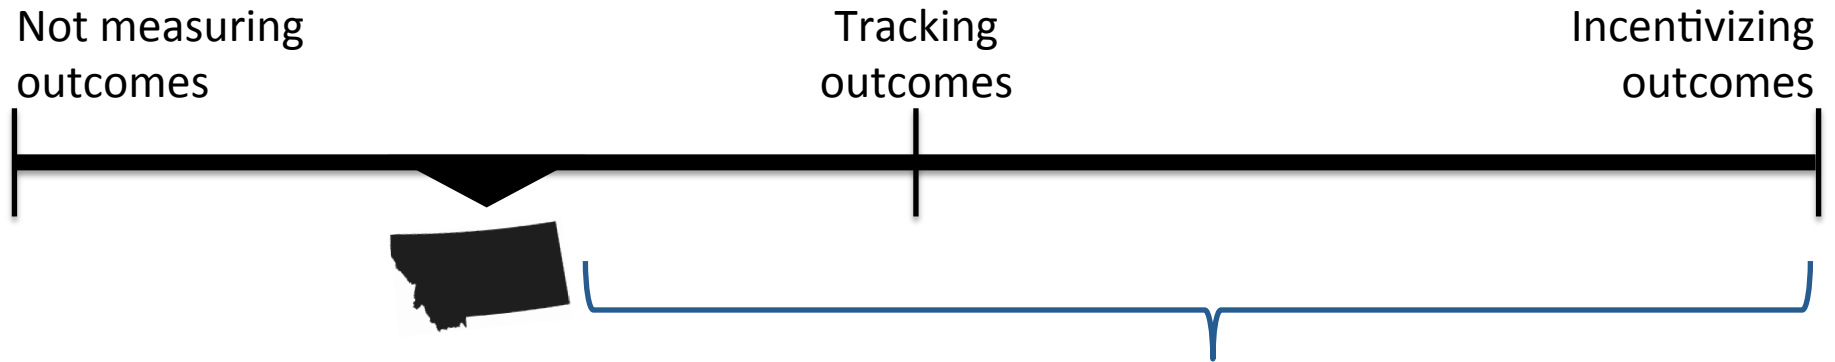 Not measuring
outcomes
Tracking
outcomes
Incentivizing
outcomes